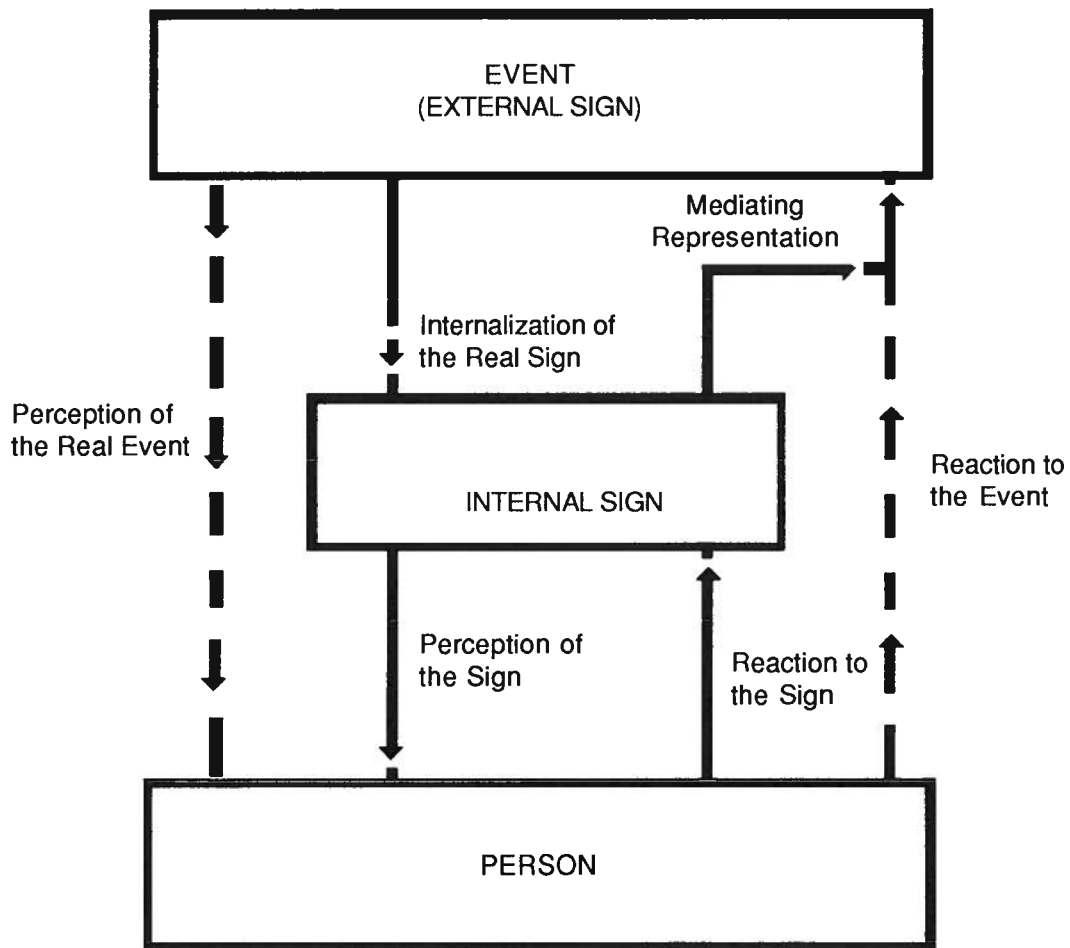 EVENT
(EXTERNAL SIGN)
Mediating
Representation
Internalization of
the Real Sign
Perception of
the Real Event
INTERNAL SIGN
Reaction to
the Event
Perception of
the Sign
Reaction to
the Sign
PERSON